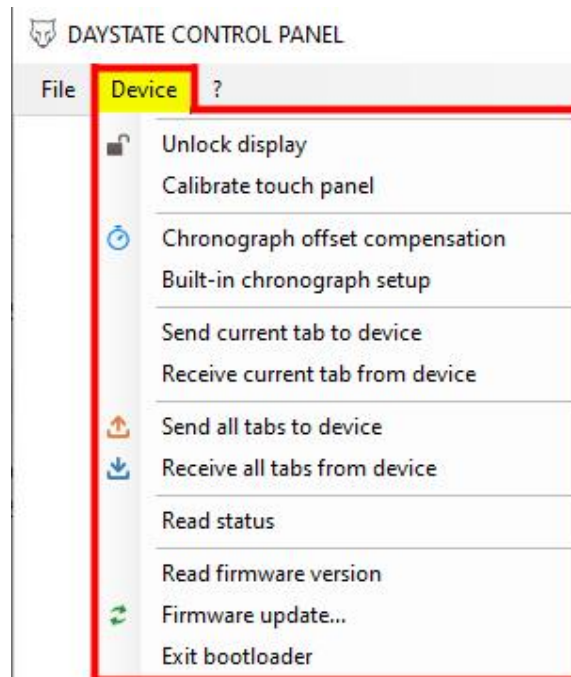 DAYSTATE CONTROL PANEL
File Device ?
Unlock display
Calibrate touch panel
Chronograph offset compensation
Built-in chronograph setup
Send current tab to device
Receive current tab from device
Send all tabs to device
Receive all tabs from device
Read status
Read firmware version
Firmware update...
Exit bootloader